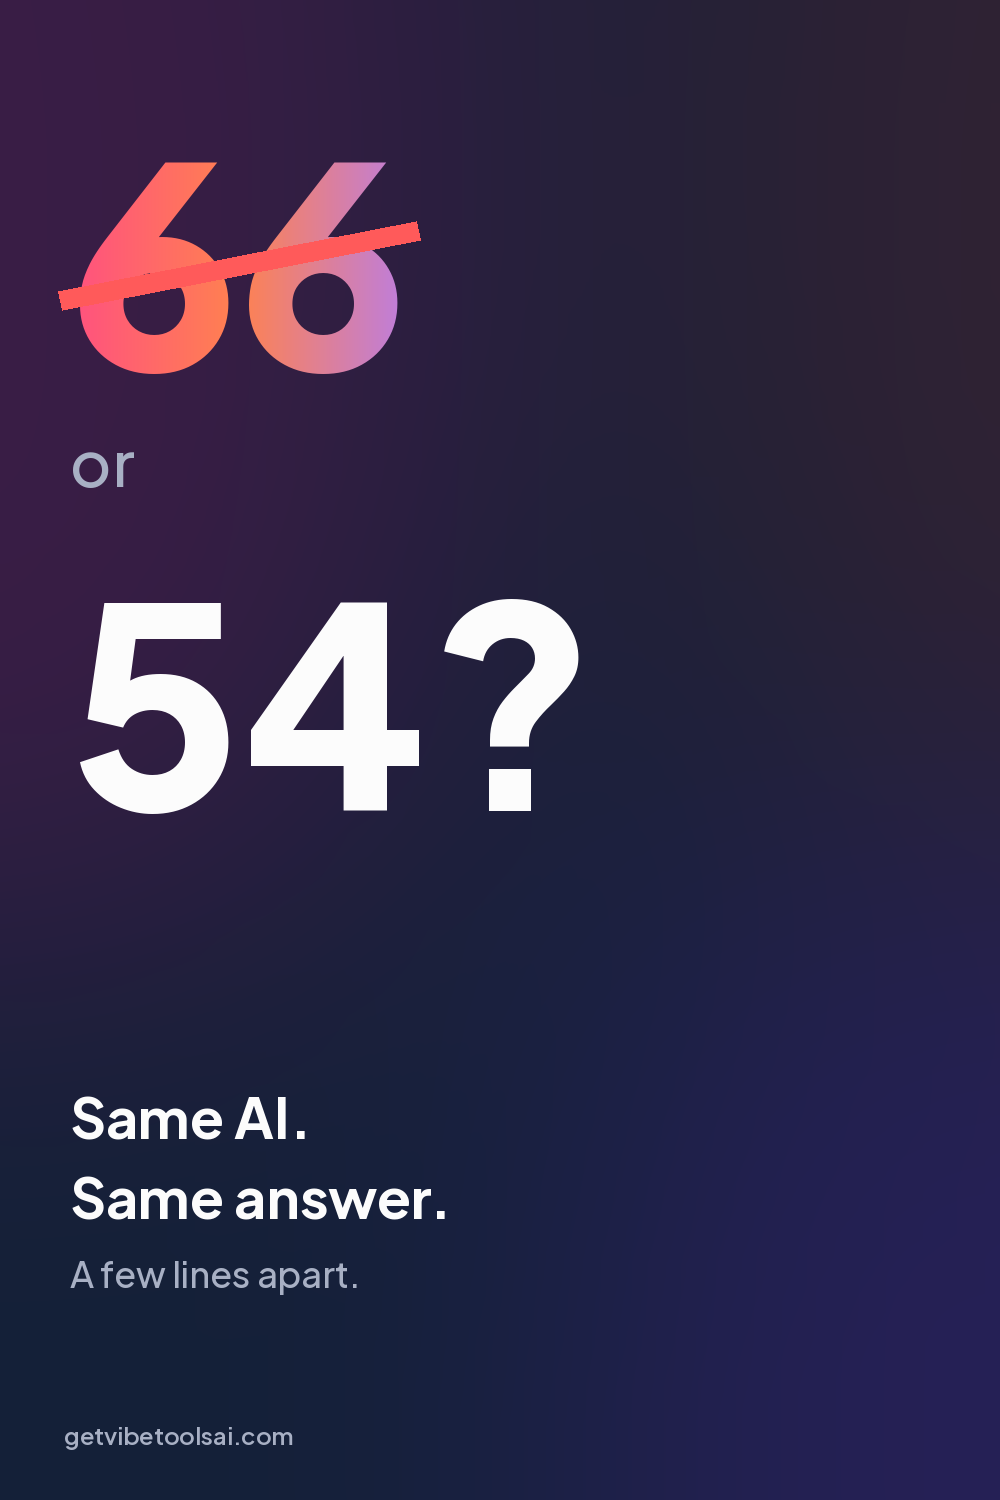 66
or
54?
Same AI.
Same answer.
A few lines apart.
getvibetoolsai.com